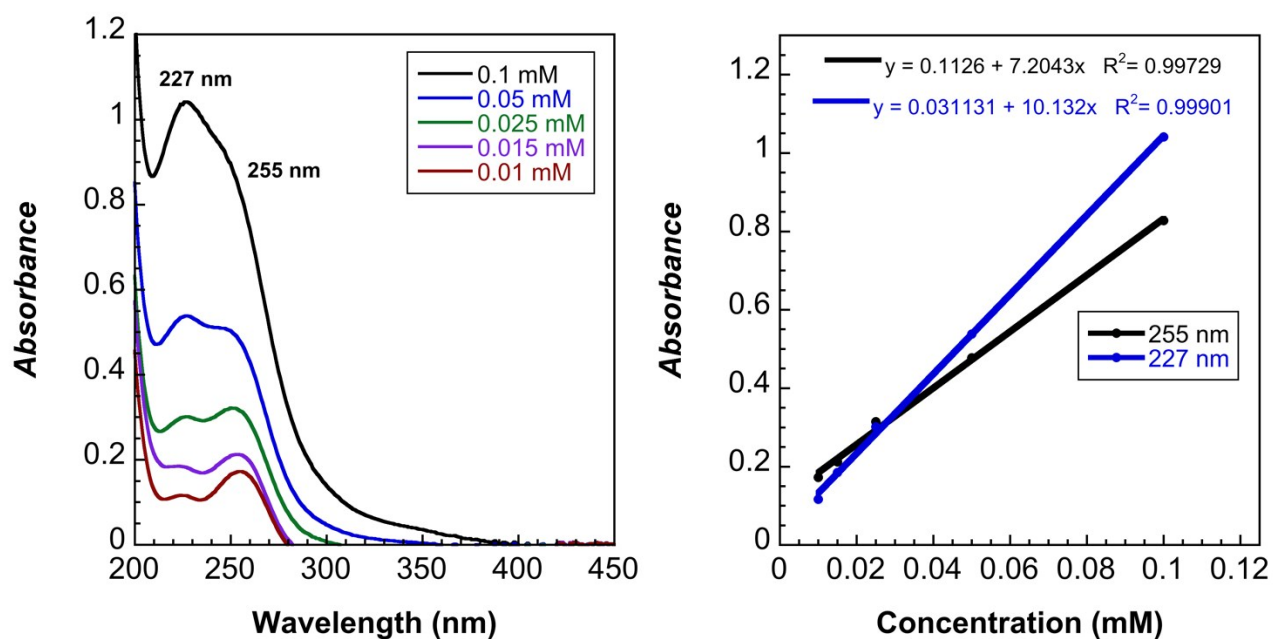 1.2
1
0.8
0.6
0.4
0.2
0
Absorbance
227 nm
255 nm
0.1 mM
0.05 mM
0.025 mM
0.015 mM
0.01 mM
200 250 300 350 400 450
Wavelength (nm)
1.2
1
0.8
0.6
0.4
0.2
0
Absorbance
y = 0.1126 + 7.2043x R²= 0.99729
y = 0.031131 + 10.132x R²= 0.99901
255 nm
227 nm
0 0.02 0.04 0.06 0.08 0.1 0.12
Concentration (mM)